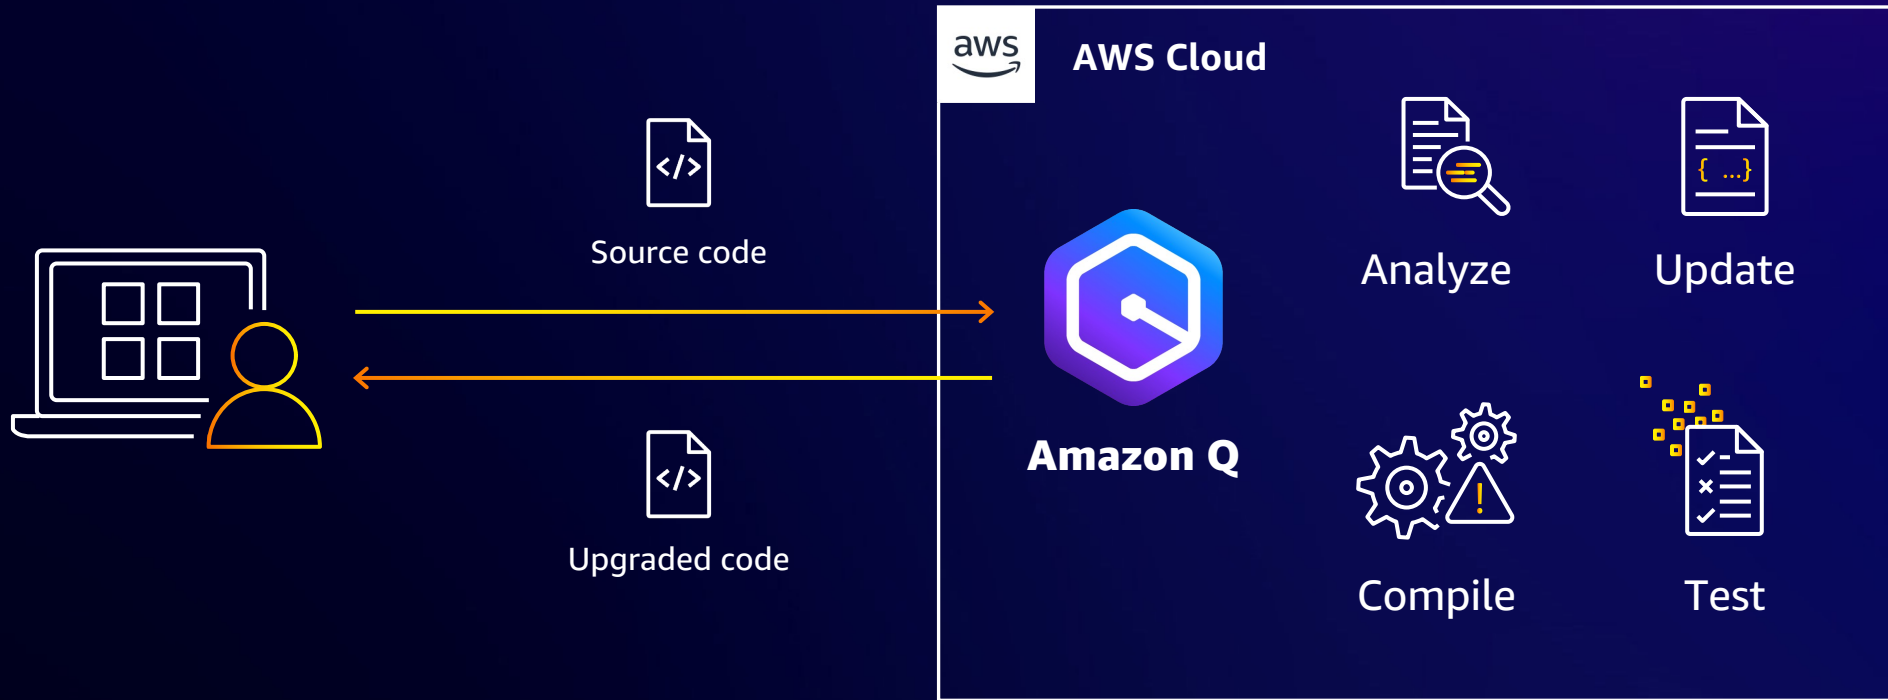 aws
AWS Cloud
</>
Source code
{ ...}
Analyze
Update
Amazon Q
</>
Upgraded code
!
Compile
Test